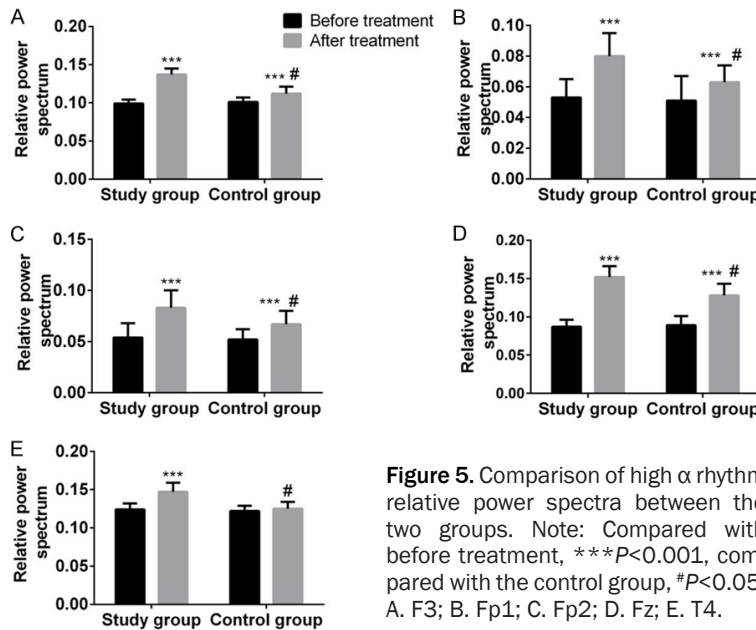 A
Before treatment
After treatment
Relative power
spectrum
0.20
0.15
0.10
0.05
0.00
***
*** #
Study group
Control group
B
Relative power
spectrum
0.10
0.08
0.06
0.04
0.02
0.00
***
*** #
Study group
Control group
C
Relative power
spectrum
0.15
0.10
0.05
0.00
***
*** #
Study group
Control group
D
Relative power
spectrum
0.20
0.15
0.10
0.05
0.00
***
*** #
Study group
Control group
E
Relative power
spectrum
0.20
0.15
0.10
0.05
0.00
***
#
Study group
Control group
Figure 5. Comparison of high α rhythm
relative power spectra between the
two groups. Note: Compared with
before treatment, ***P<0.001, com-
pared with the control group, #P<0.05
A. F3; B. Fp1; C. Fp2; D. Fz; E. T4.